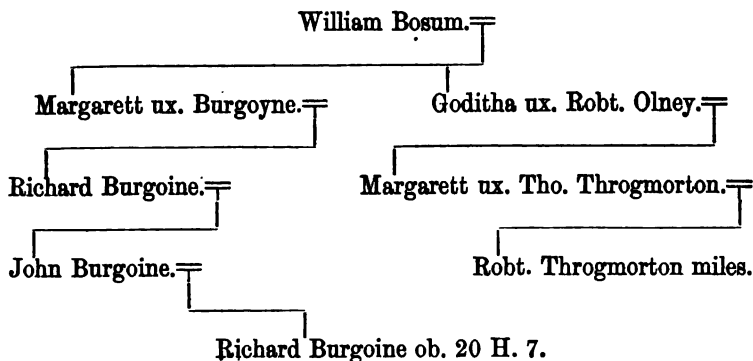 William Bosum.
Margarett ux. Burgoyne. Goditha ux. Robt. Olney.
Richard Burgoine. Margarett ux. Tho. Throgmorton.
John Burgoine. Robt. Throgmorton miles.
Richard Burgoine ob. 20 H. 7.